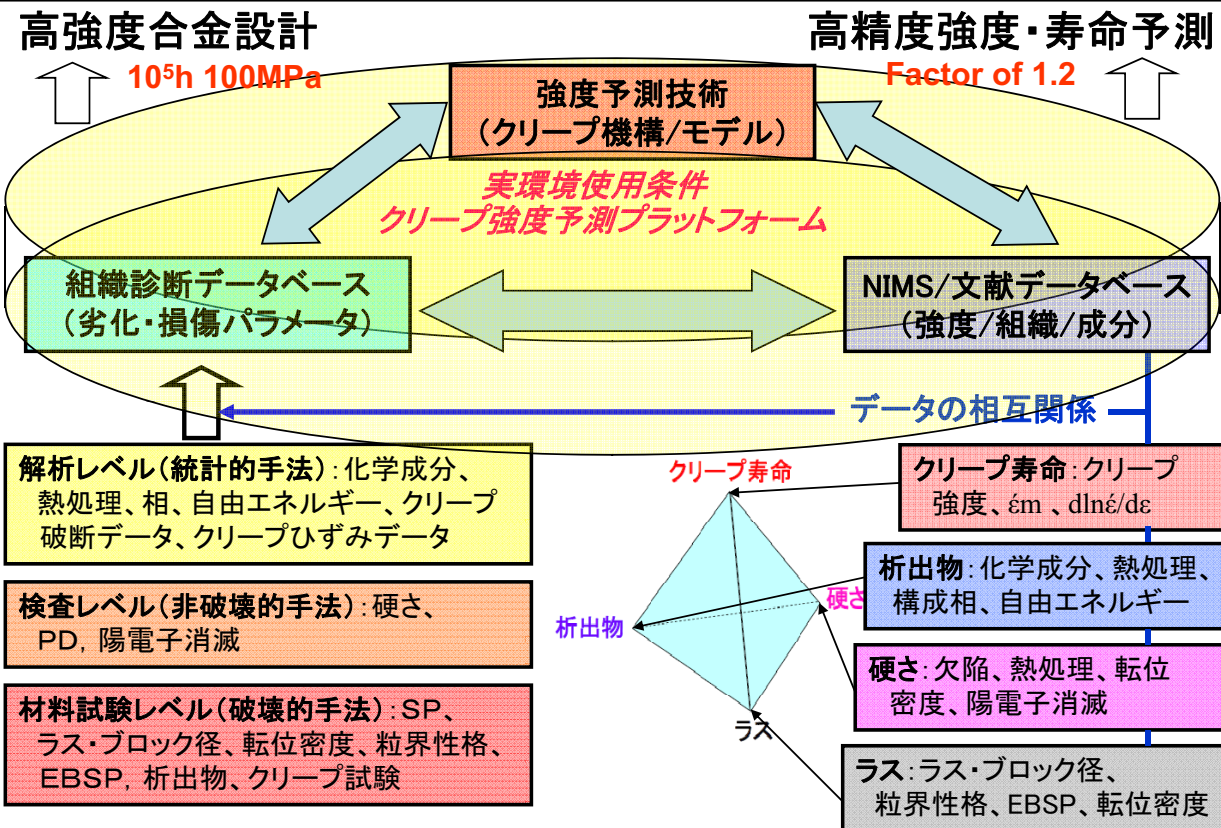 高強度合金設計
10⁵h 100MPa
高精度強度・寿命予測
Factor of 1.2
強度予測技術
（クリープ機構/モデル）
実環境使用条件
クリープ強度予測プラットフォーム
組織診断データベース
（劣化・損傷パラメータ）
NIMS/文献データベース
（強度/組織/成分）
データの相互関係
解析レベル（統計的手法）：化学成分、
熱処理、相、自由エネルギー、クリープ
破断データ、クリープひずみデータ
検査レベル（非破壊的手法）：硬さ、
PD，陽電子消滅
材料試験レベル（破壊的手法）：SP、
ラス・ブロック径、転位密度、粒界性格、
EBSP，析出物、クリープ試験
クリープ寿命
析出物
硬さ
ラス
クリープ寿命：クリープ
強度、έm 、dlnέ/dε
析出物：化学成分、熱処理、
構成相、自由エネルギー
硬さ：欠陥、熱処理、転位
密度、陽電子消滅
ラス：ラス・ブロック径、
粒界性格、EBSP、転位密度